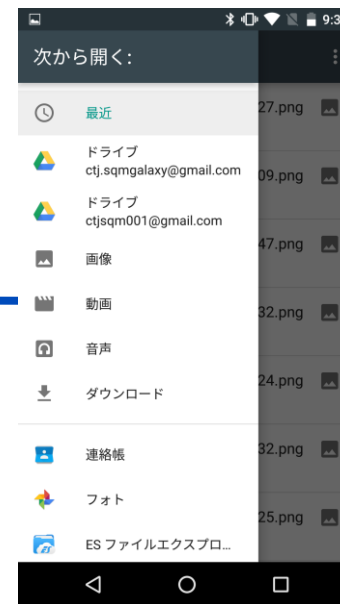 9:3
次から開く:
最近
27.png
ドライブ
ctj.sqmgalaxy@gmail.com
09.png
ドライブ
ctjsqm001@gmail.com
画像
47.png
動画
32.png
音声
24.png
ダウンロード
連絡帳
32.png
フォト
25.png
ES ファイルエクスプロ...